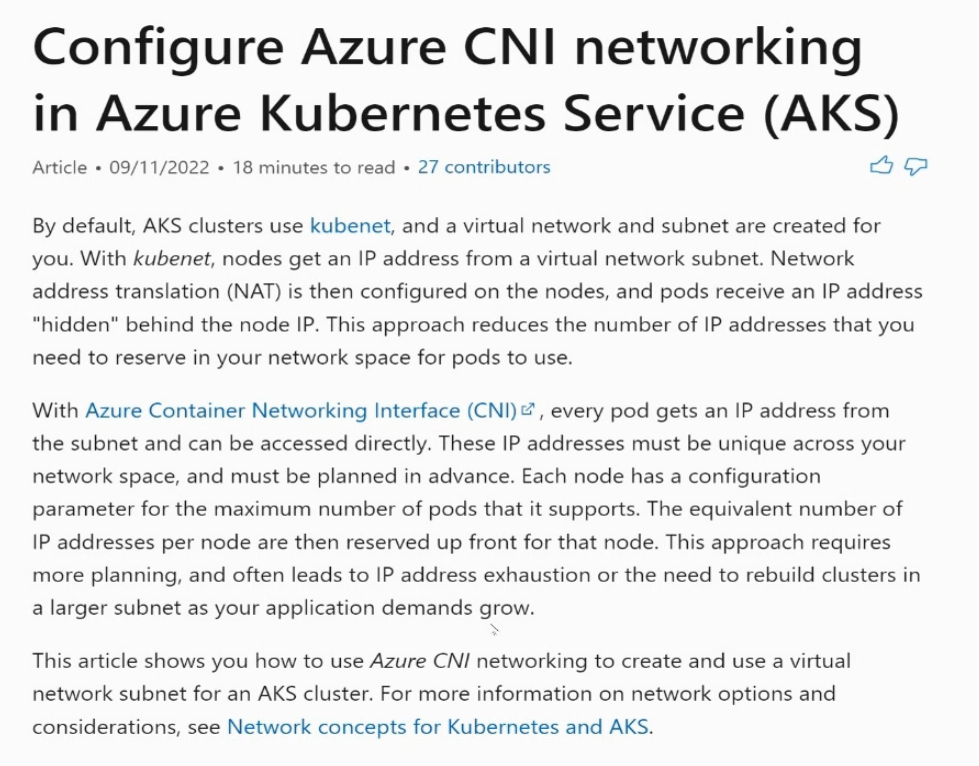 Configure Azure CNI networking
in Azure Kubernetes Service (AKS)
Article • 09/11/2022 • 18 minutes to read • 27 contributors
By default, AKS clusters use kubenet, and a virtual network and subnet are created for
you. With kubenet, nodes get an IP address from a virtual network subnet. Network
address translation (NAT) is then configured on the nodes, and pods receive an IP address
"hidden" behind the node IP. This approach reduces the number of IP addresses that you
need to reserve in your network space for pods to use.
With Azure Container Networking Interface (CNI) , every pod gets an IP address from
the subnet and can be accessed directly. These IP addresses must be unique across your
network space, and must be planned in advance. Each node has a configuration
parameter for the maximum number of pods that it supports. The equivalent number of
IP addresses per node are then reserved up front for that node. This approach requires
more planning, and often leads to IP address exhaustion or the need to rebuild clusters in
a larger subnet as your application demands grow.
This article shows you how to use Azure CNI networking to create and use a virtual
network subnet for an AKS cluster. For more information on network options and
considerations, see Network concepts for Kubernetes and AKS.